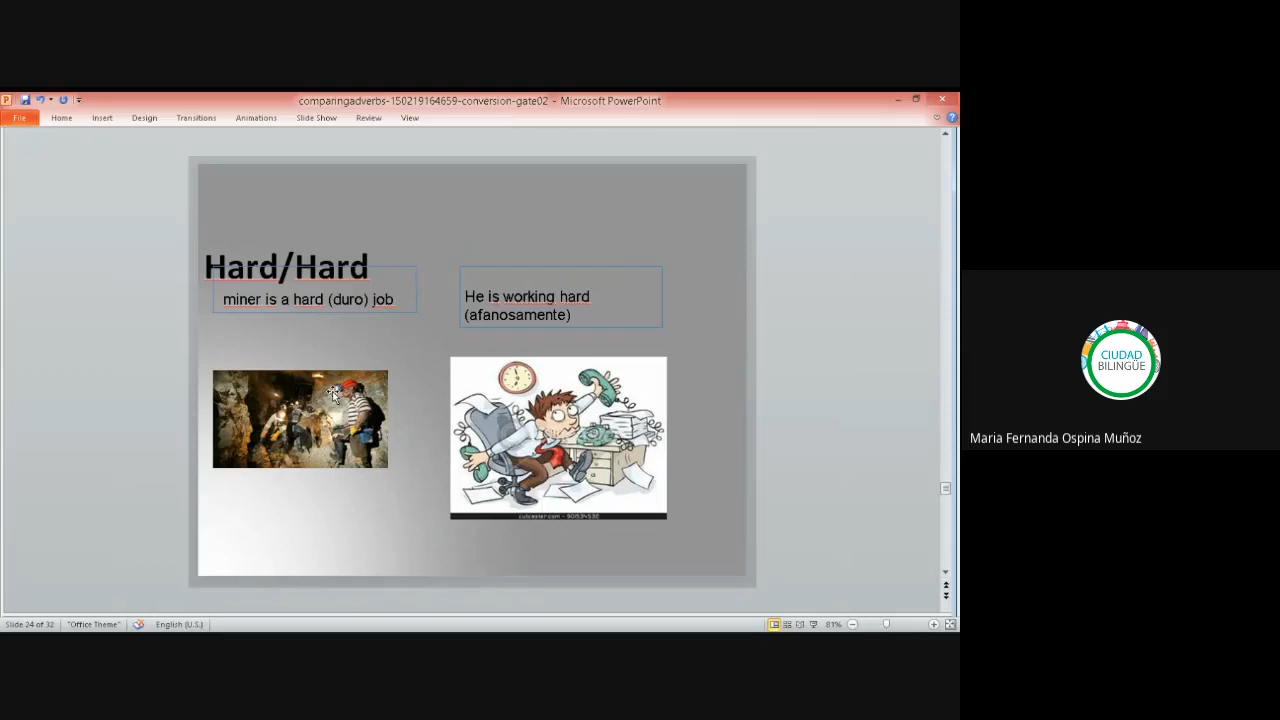 comparingadverbs-150219164659-conversion-gate02 - Microsoft PowerPoint
File Home Insert Design Transitions Animations Slide Show Review View
Hard/Hard
miner is a hard (duro) job
He is working hard
(afanosamente)
CIUDAD
BILINGÜE
Maria Fernanda Ospina Muñoz
Slide 24 of 32 "Office Theme" English (U.S.) 81%